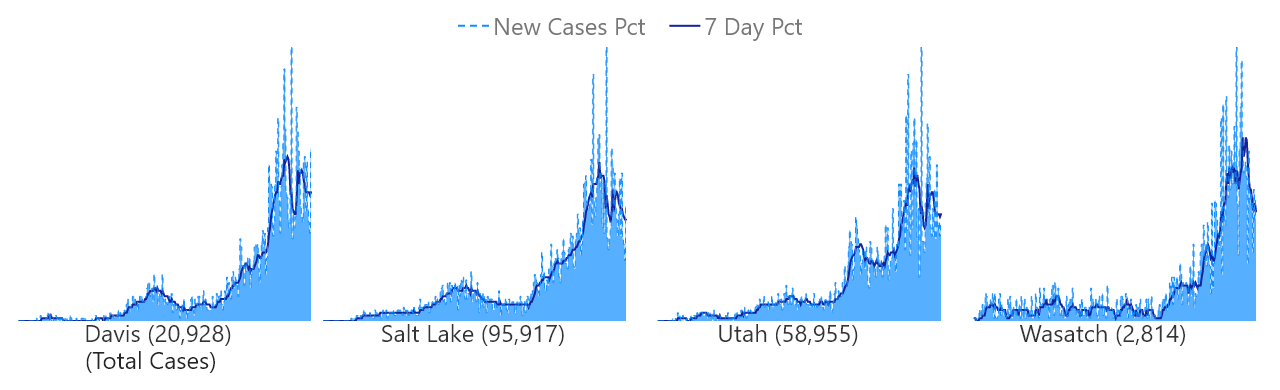 New Cases Pct 7 Day Pct
Davis (20,928) Salt Lake (95,917) Utah (58,955) Wasatch (2,814)
(Total Cases)